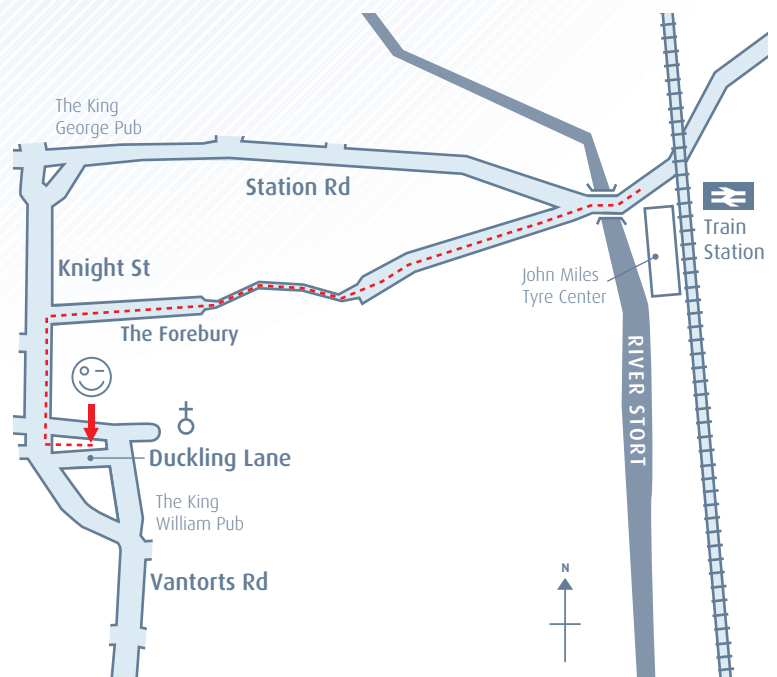 The King
George Pub
Station Rd
Train
Station
Knight St
John Miles
Tyre Center
The Forebury
RIVER STORT
Duckling Lane
The King
William Pub
N
Vantorts Rd